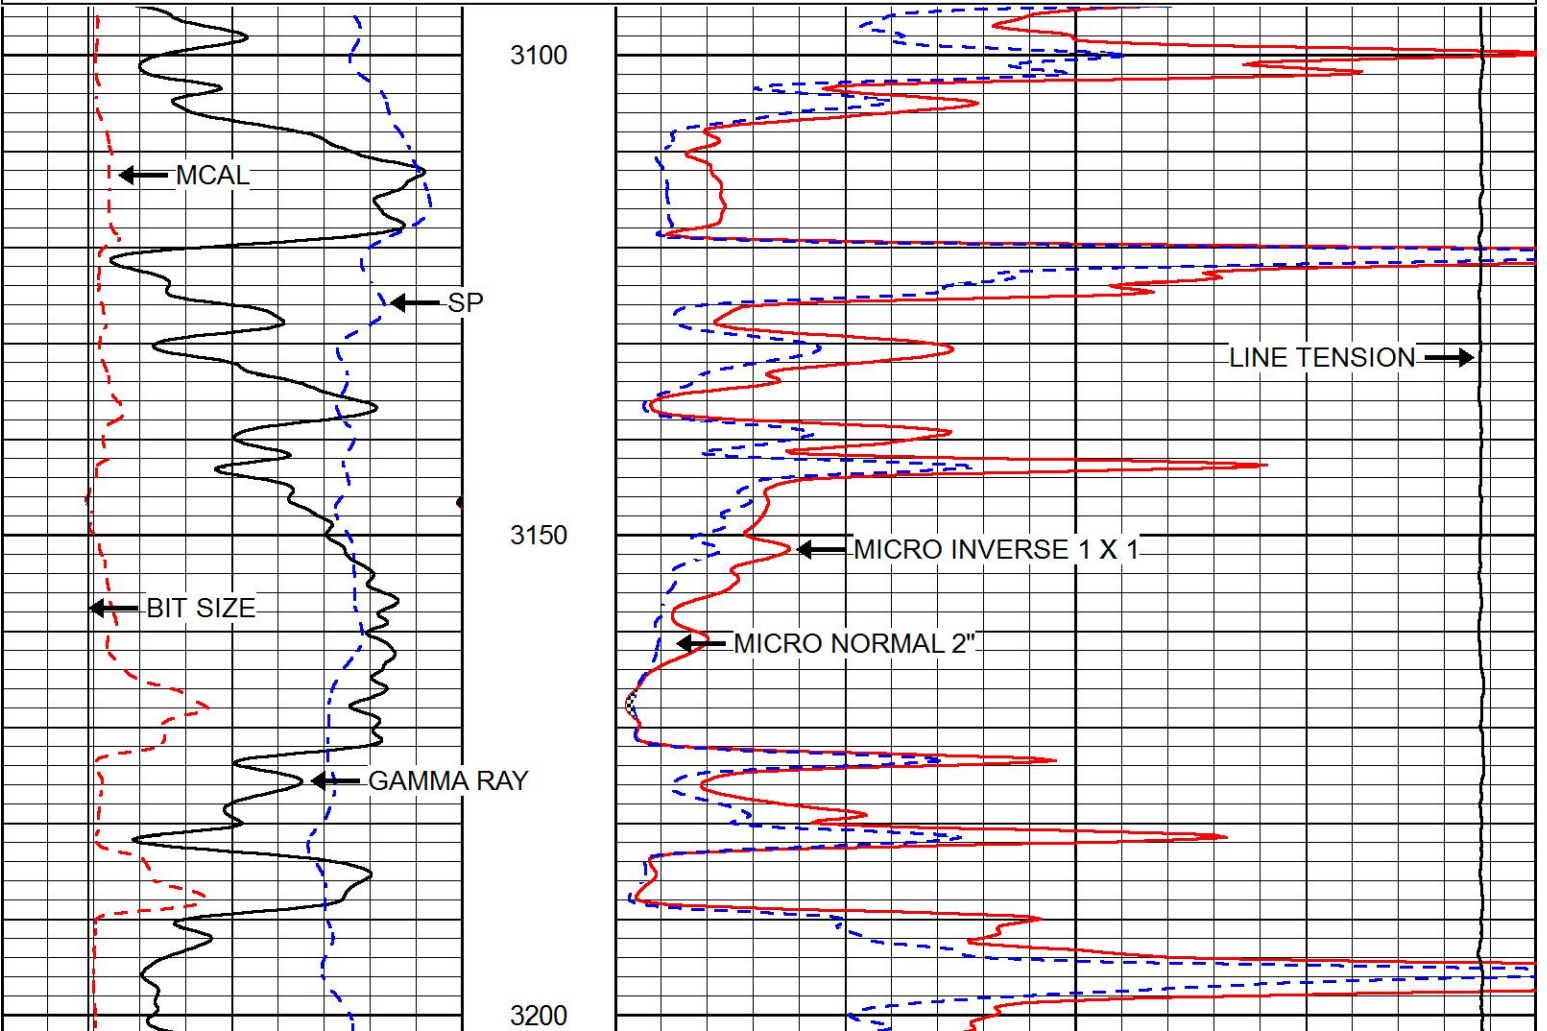 3100
MCAL
SP
LINE TENSION
3150
MICRO INVERSE 1 X 1
BIT SIZE
MICRO NORMAL 2"
GAMMA RAY
3200